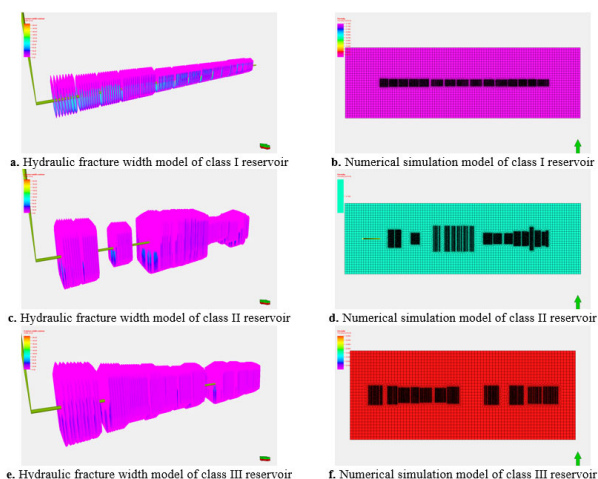 a. Hydraulic fracture width model of class I reservoir
b. Numerical simulation model of class I reservoir
c. Hydraulic fracture width model of class II reservoir
d. Numerical simulation model of class II reservoir
e. Hydraulic fracture width model of class III reservoir
f. Numerical simulation model of class III reservoir